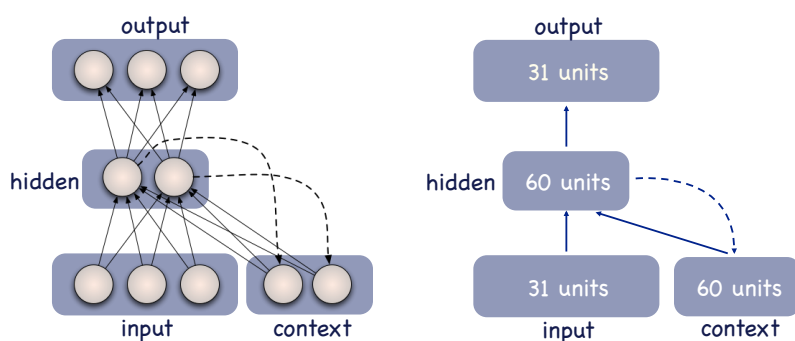 output
hidden
input
context
output
31 units
hidden
60 units
31 units
60 units
input
context